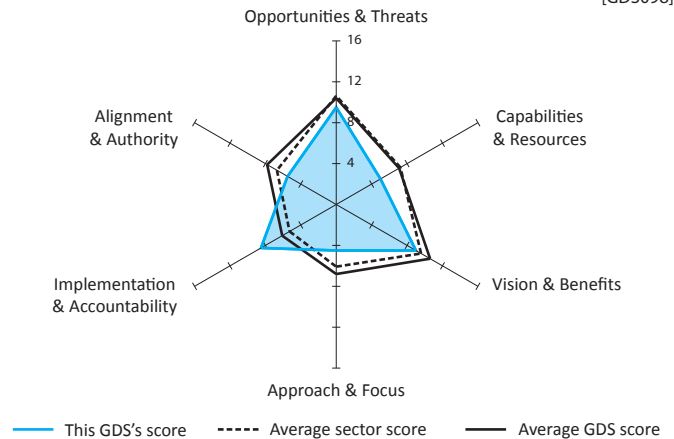 Opportunities & Threats
16
12
8
4
Alignment
& Authority
Capabilities
& Resources
Implementation
& Accountability
Vision & Benefits
Approach & Focus
This GDS's score
Average sector score
Average GDS score